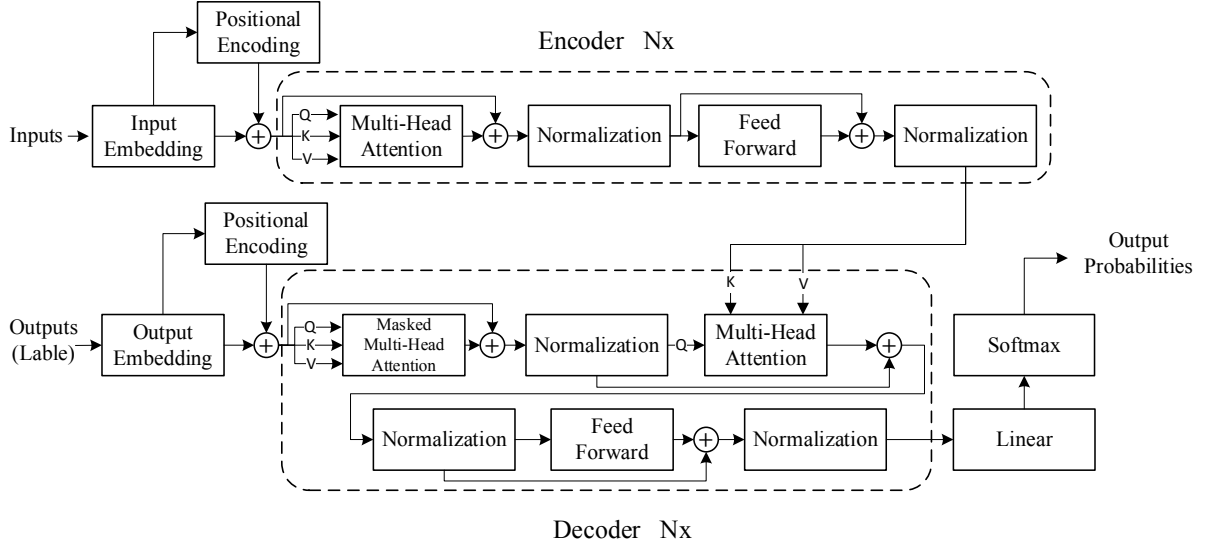 Positional
Encoding
Encoder Nx
Inputs
Input
Embedding
Q
K
V
Multi-Head
Attention
Normalization
Feed
Forward
Normalization
Positional
Encoding
Outputs
(Lable)
Output
Embedding
Q
K
V
Masked
Multi-Head
Attention
Normalization
Q
K
V
Multi-Head
Attention
Output
Probabilities
Softmax
Normalization
Feed
Forward
Normalization
Linear
Decoder Nx